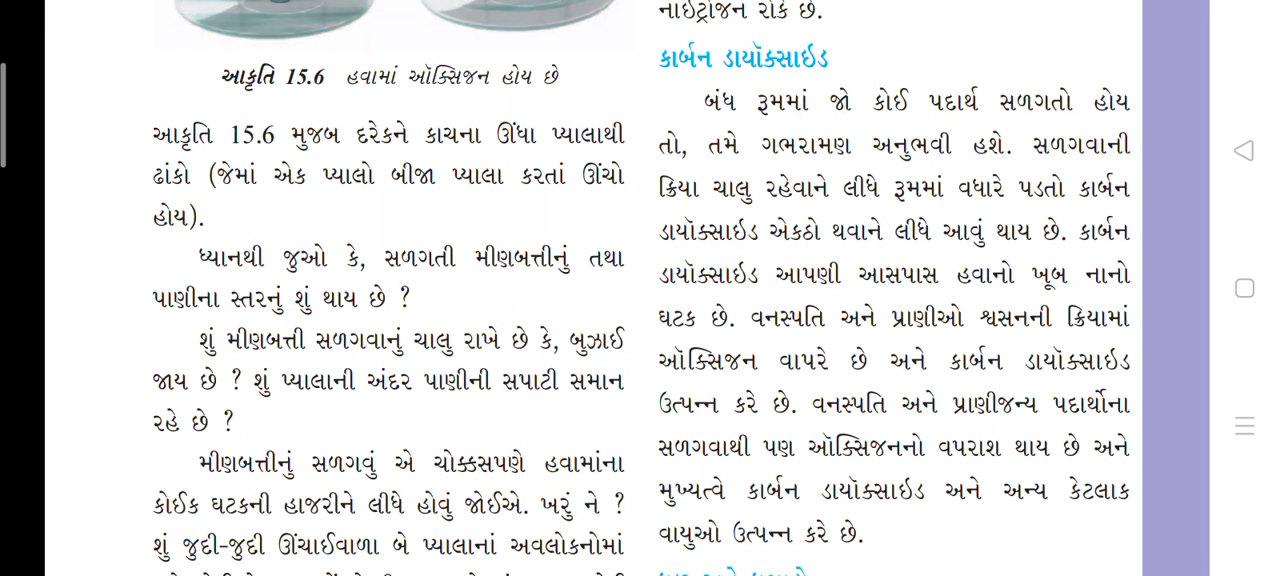 આકૃતિ 15.6 હવામાં ઑક્સિજન હોય છે
આકૃતિ 15.6 મુજબ દરેકને કાચના ઊંધા પ્યાલાથી
ઢાંકો (જેમાં એક પ્યાલો બીજા પ્યાલા કરતાં ઊંચો
હોય).
ધ્યાનથી જુઓ કે, સળગતી મીણબત્તીનું તથા
પાણીના સ્તરનું શું થાય છે ?
શું મીણબત્તી સળગવાનું ચાલુ રાખે છે કે, બુઝાઈ
જાય છે ? શું પ્યાલાની અંદર પાણીની સપાટી સમાન
રહે છે ?
મીણબત્તીનું સળગવું એ ચોક્કસપણે હવામાંના
કોઈક ઘટકની હાજરીને લીધે હોવું જોઈએ. ખરું ને ?
શું જુદી-જુદી ઊંચાઈવાળા બે પ્યાલાનાં અવલોકનોમાં
નાઇટ્રોજન રોકે છે.
કાર્બન ડાયૉક્સાઇડ
બંધ રૂમમાં જો કોઈ પદાર્થ સળગતો હોય
તો, તમે ગભરામણ અનુભવી હશે. સળગવાની
ક્રિયા ચાલુ રહેવાને લીધે રૂમમાં વધારે પડતો કાર્બન
ડાયૉક્સાઇડ એકઠો થવાને લીધે આવું થાય છે. કાર્બન
ડાયૉક્સાઇડ આપણી આસપાસ હવાનો ખૂબ નાનો
ઘટક છે. વનસ્પતિ અને પ્રાણીઓ શ્વસનની ક્રિયામાં
ઑક્સિજન વાપરે છે અને કાર્બન ડાયૉક્સાઇડ
ઉત્પન્ન કરે છે. વનસ્પતિ અને પ્રાણીજન્ય પદાર્થોના
સળગવાથી પણ ઑક્સિજનનો વપરાશ થાય છે અને
મુખ્યત્વે કાર્બન ડાયૉક્સાઇડ અને અન્ય કેટલાક
વાયુઓ ઉત્પન્ન કરે છે.